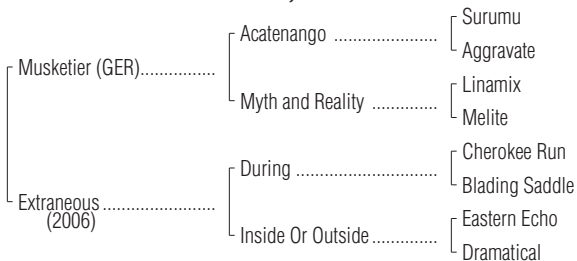 Surumu
Acatenango ....................
Aggravate
Musketier (GER)...............
Linamix
Myth and Reality .............
Melite
Cherokee Run
During ...........................
Blading Saddle
Extraneous ......................
(2006)
Eastern Echo
Inside Or Outside.............
Dramatical